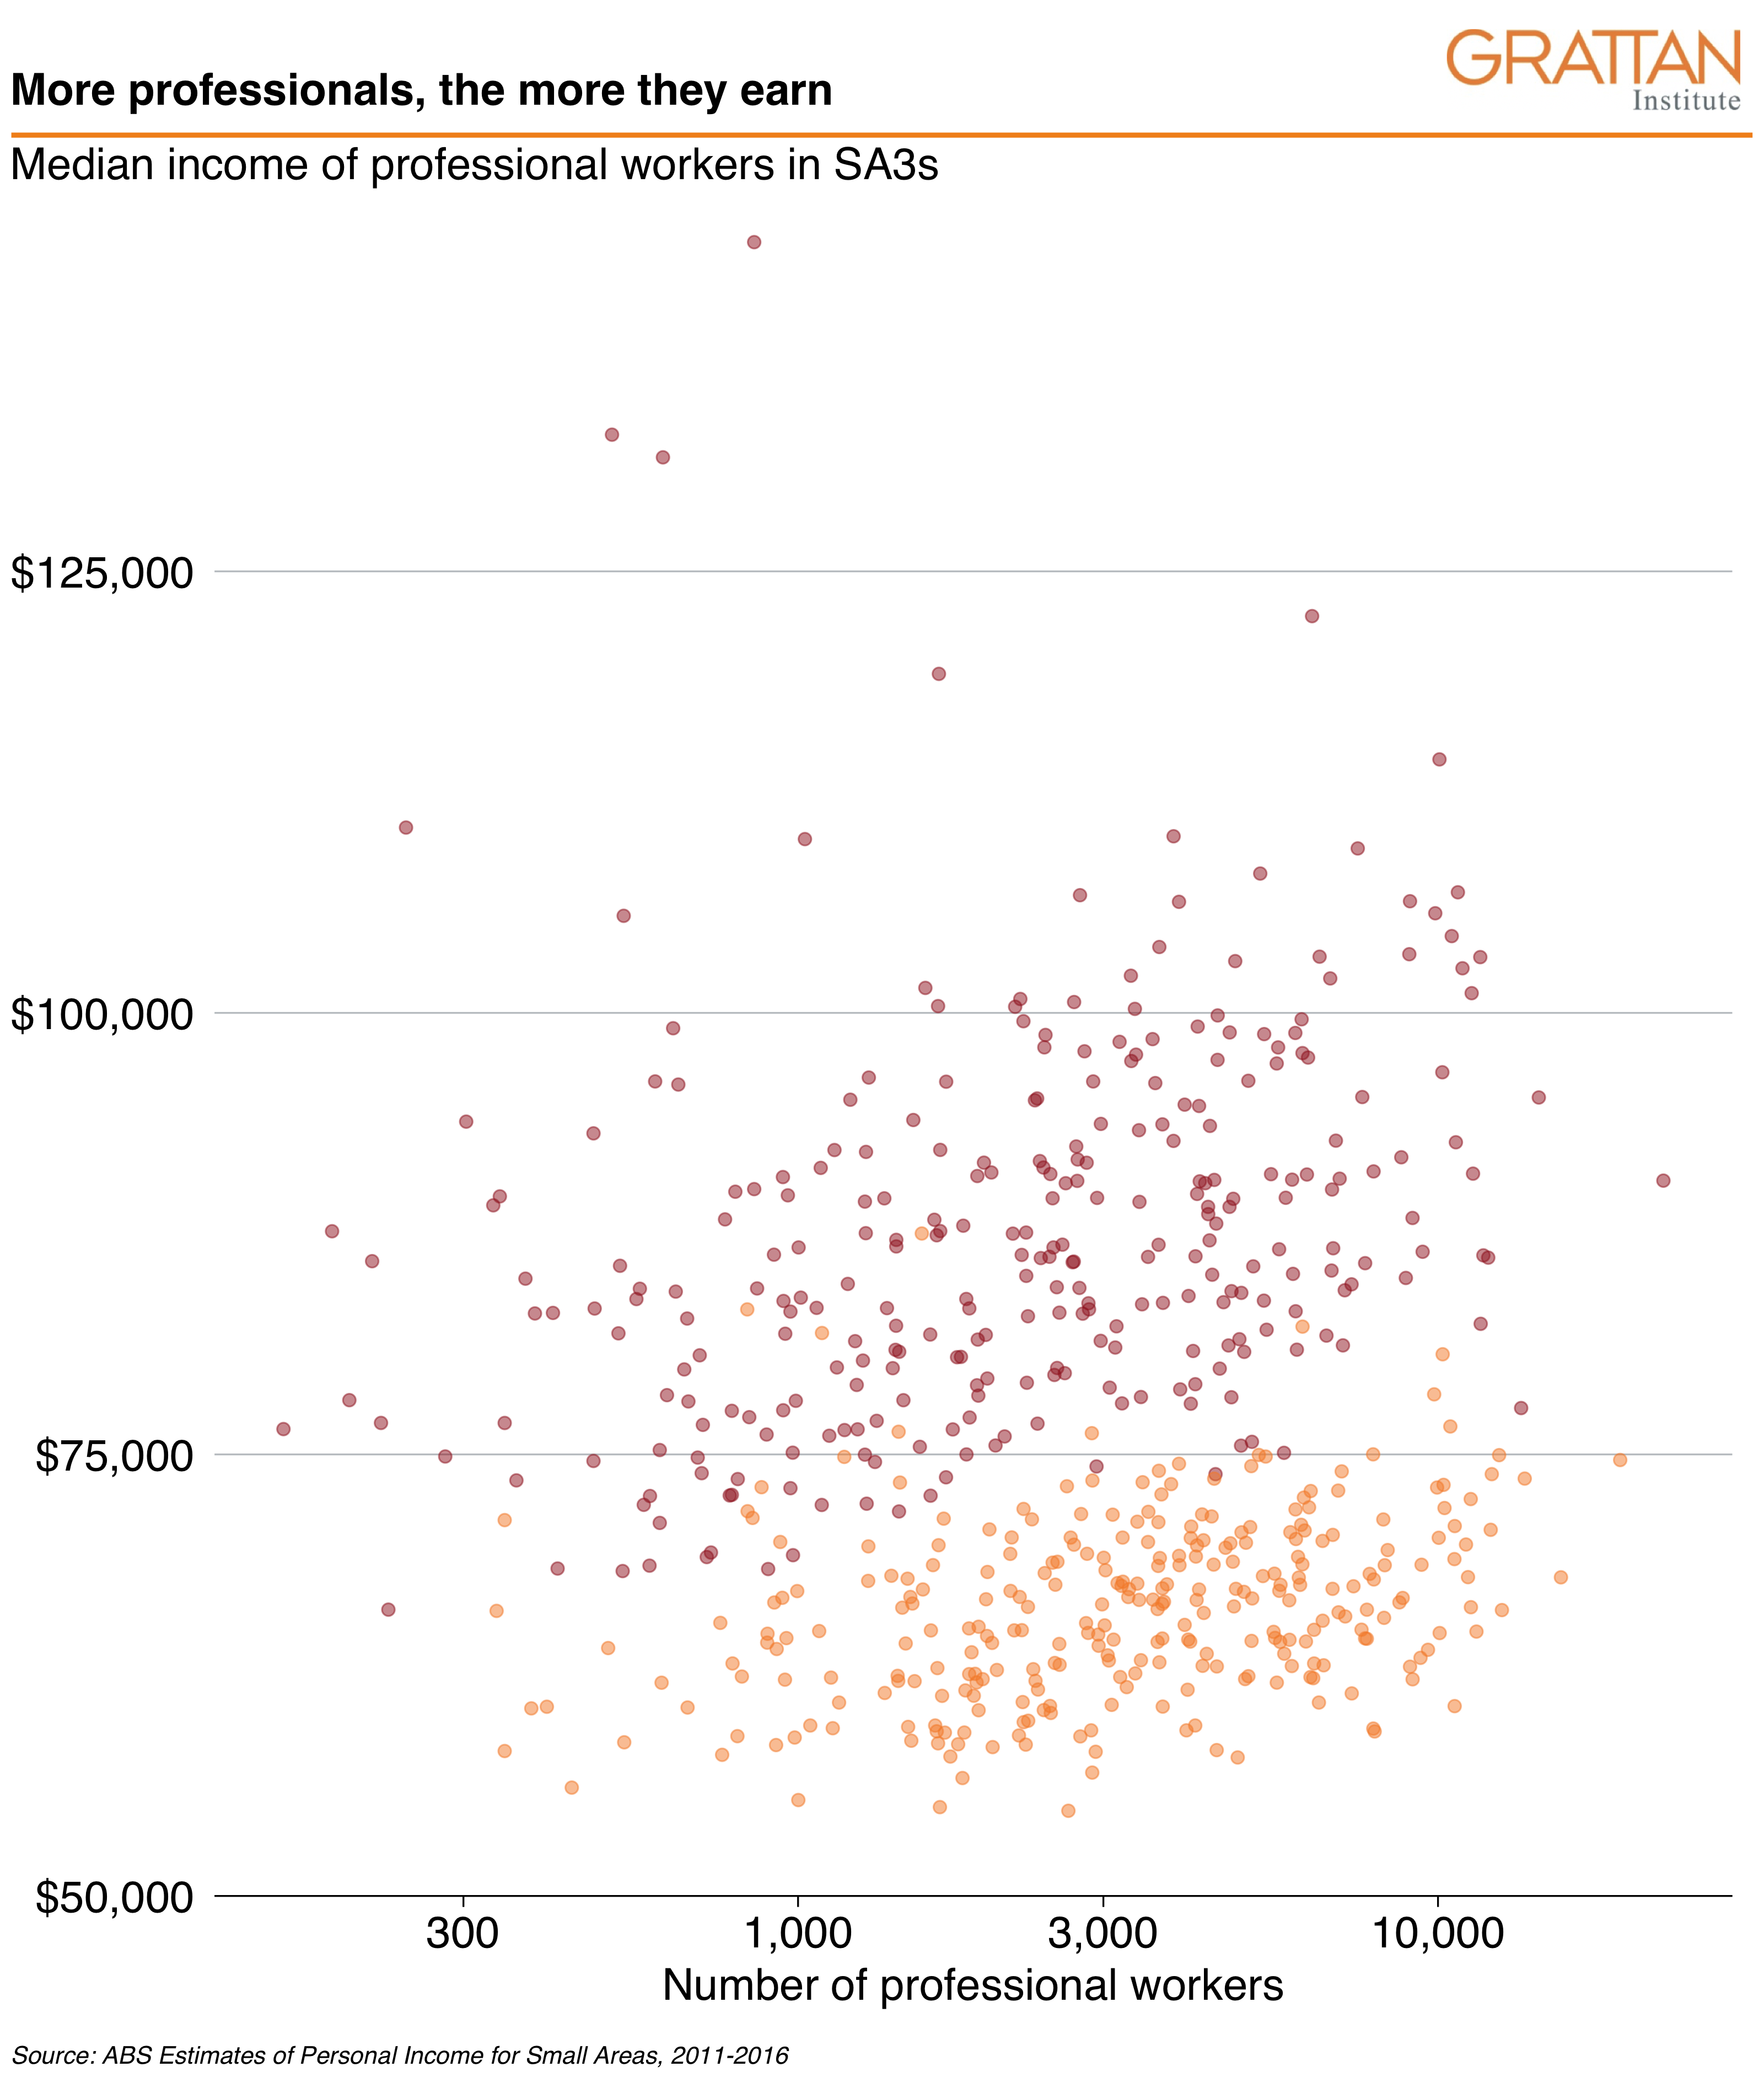 GRATTAN
Institute
More professionals, the more they earn
Median income of professional workers in SA3s
$125,000
$100,000
$75,000
$50,000
300 1,000 3,000 10,000
Number of professional workers
Source: ABS Estimates of Personal Income for Small Areas, 2011-2016